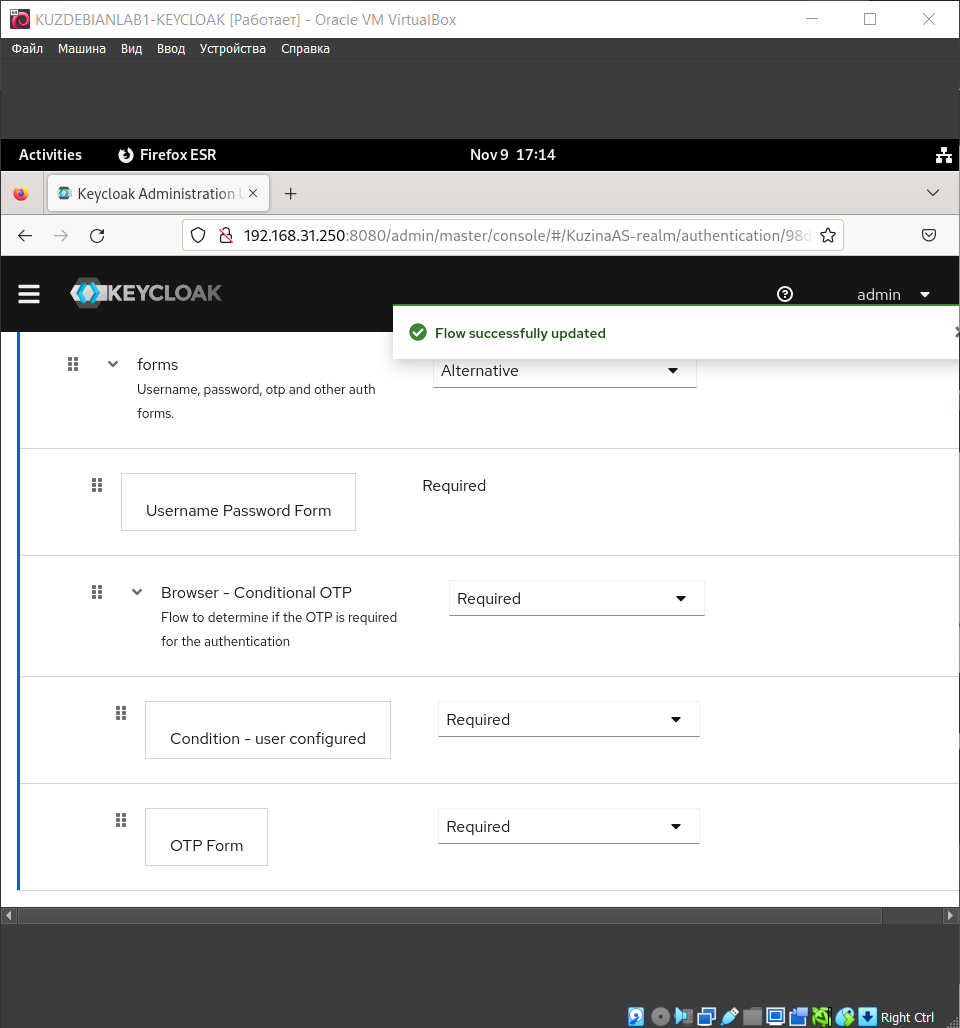 KUZDEBIANLAB1-KEYCLOAK [Работает] - Oracle VM VirtualBox
Файл Машина Вид Ввод Устройства Справка
Activities Firefox ESR Nov 9 17:14
Keycloak Administration
192.168.31.250:8080/admin/master/console/#/KuzinaAS-realm/authentication/98d
KEYCLOAK admin
Flow successfully updated
forms
Alternative
Username, password, otp and other auth
forms.
Required
Username Password Form
Browser - Conditional OTP
Required
Flow to determine if the OTP is required
for the authentication
Required
Condition - user configured
Required
OTP Form
Right Ctrl